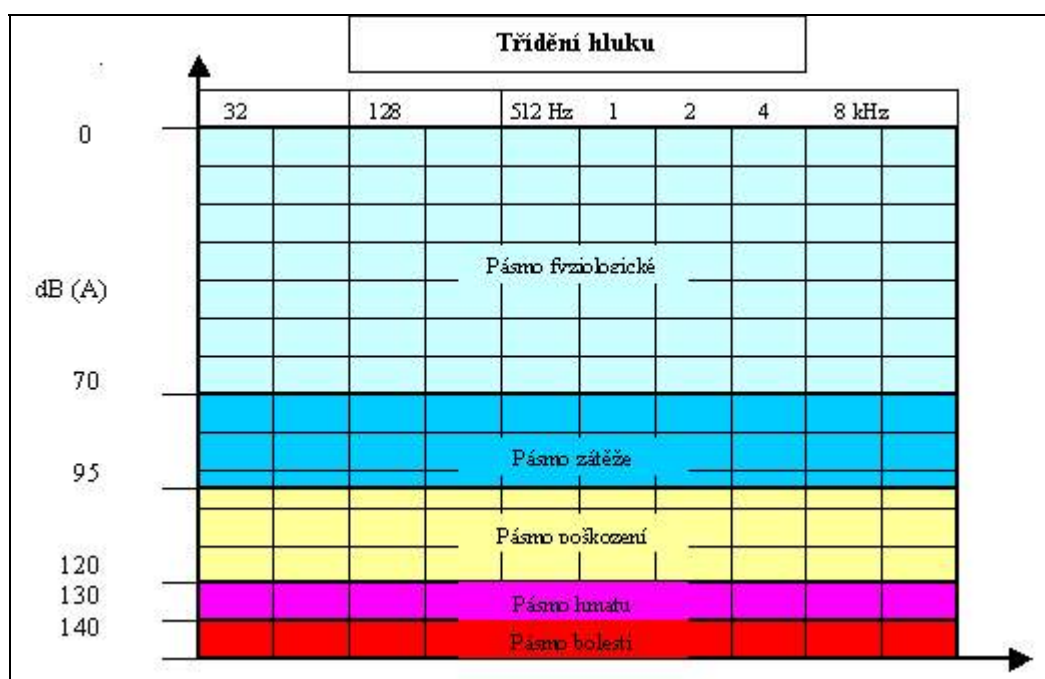 Třídění hluku
32 128 512 Hz 1 2 4 8 kHz
0
Pásmo fyziologické
dB (A)
70
Pásmo zátěže
95
Pásmo poškození
120
130
Pásmo hmatu
140
Pásmo bolesti